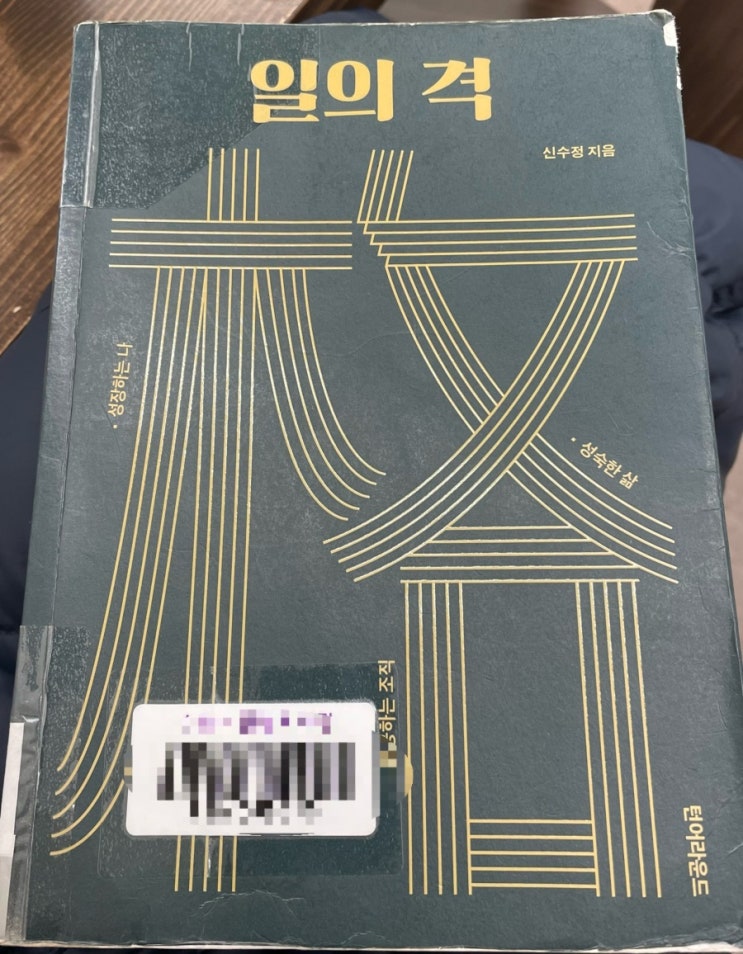 일의 격
신수정 지음
格
· 성장하는 나
· 성숙한 삶
하는 조직
턴어라운드